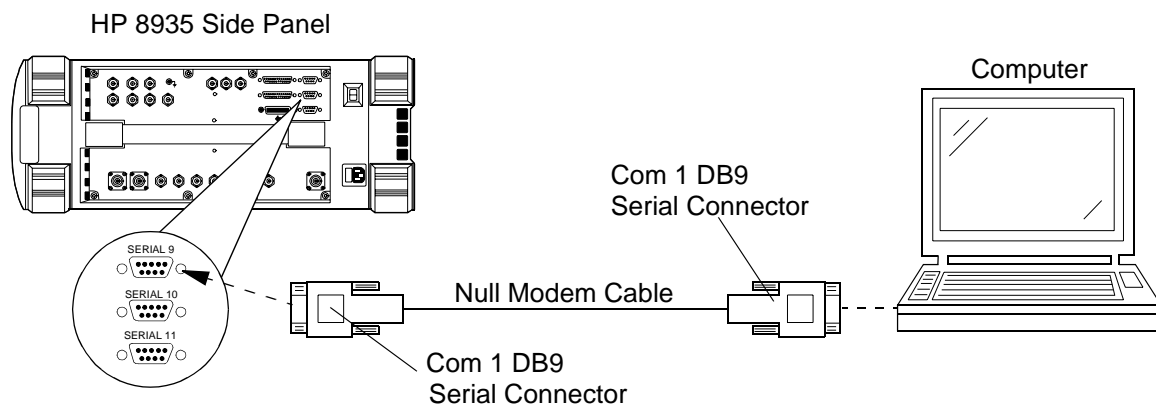 HP 8935 Side Panel
Computer
Com 1 DB9
Serial Connector
SERIAL 9
SERIAL 10
SERIAL 11
Null Modem Cable
Com 1 DB9
Serial Connector